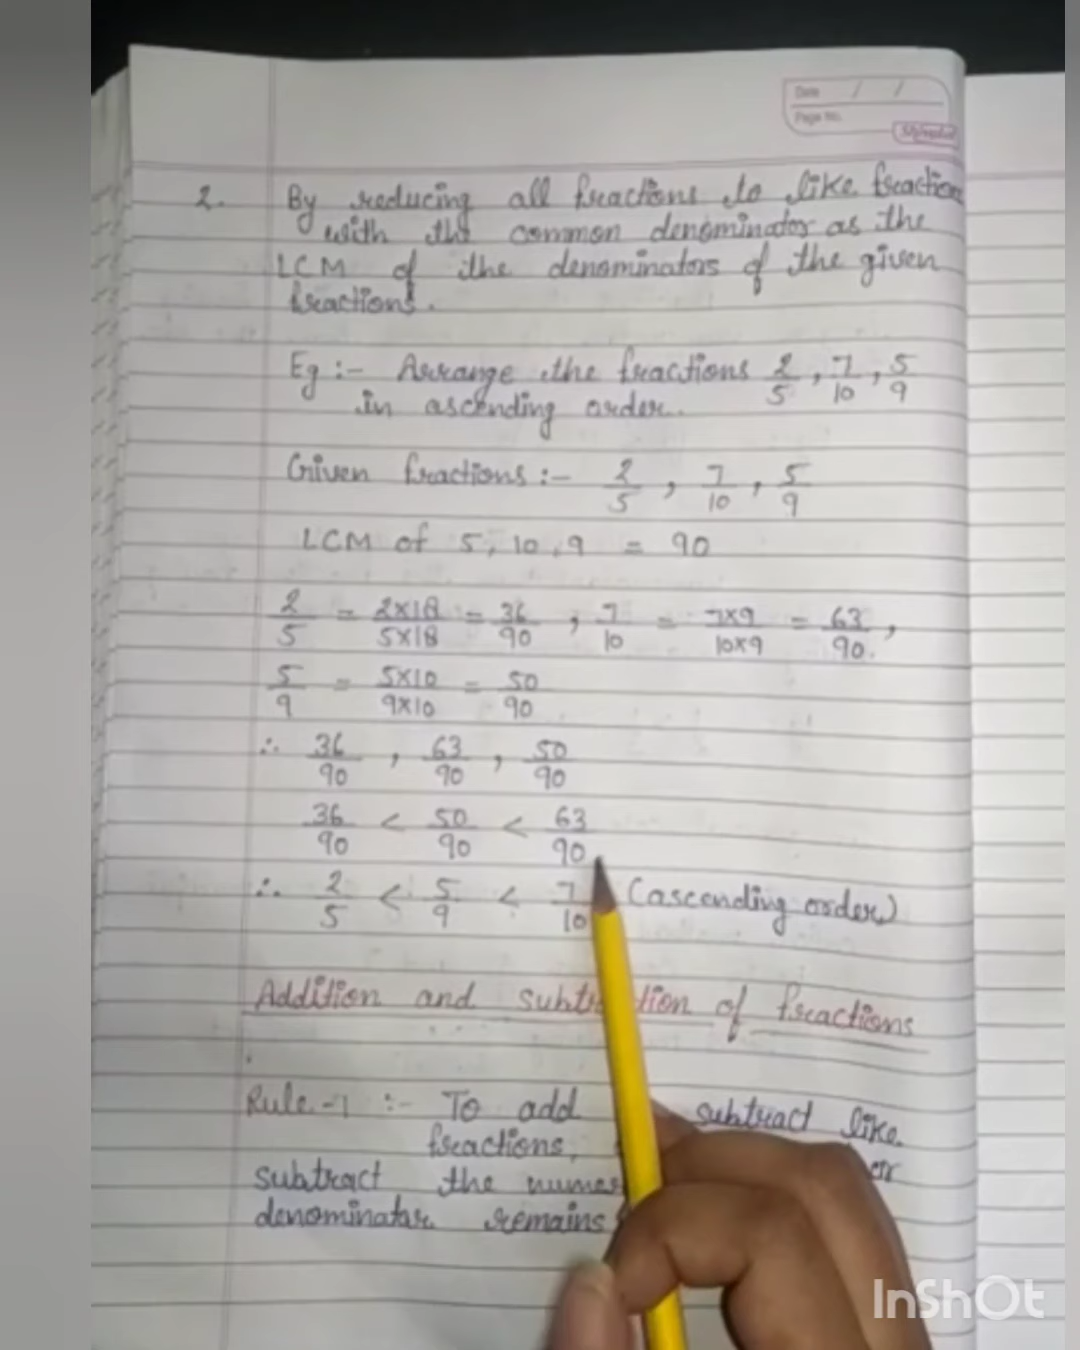 Date / /
Page No.
Shivalal
2. By reducing all fractions to like fraction
with the common denominator as the
LCM of the denominators of the given
fractions.
Eg :- Arrange the fractions 2/5, 7/10, 5/9
in ascending order.
Given fractions :- 2/5, 7/10, 5/9
LCM of 5, 10, 9 = 90
2/5 = 2×18/5×18 = 36/90, 7/10 = 7×9/10×9 = 63/90,
5/9 = 5×10/9×10 = 50/90
∴ 36/90, 63/90, 50/90
36/90 < 50/90 < 63/90
∴ 2/5 < 5/9 < 7/10 (ascending order)
Addition and subtraction of fractions
Rule-1 :- To add subtract like
fractions, or
subtract the
denominator remains
InShOt